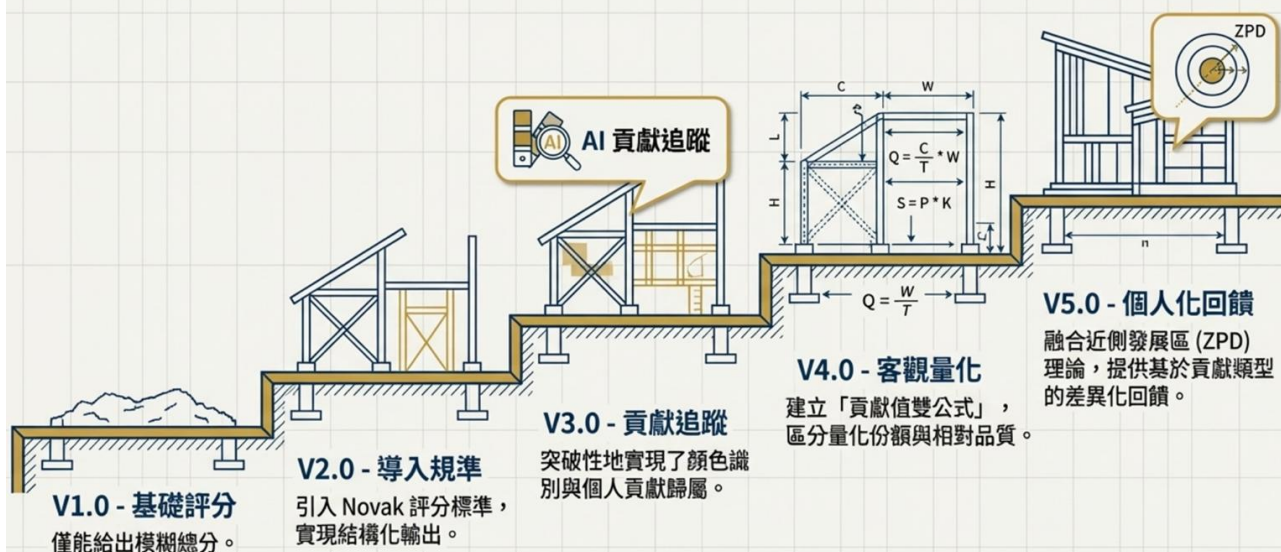 ZPD
AI
AI 貢獻追蹤
C
W
L
H
Q = C/T * W
S = P * K
H
Q = W/T
n
V1.0 - 基礎評分
僅能給出模糊總分。
V2.0 - 導入規準
引入 Novak 評分標準，
實現結構化輸出。
V3.0 - 貢獻追蹤
突破性地實現了顏色識
別與個人貢獻歸屬。
V4.0 - 客觀量化
建立「貢獻值雙公式」，
區分量化份額與相對品質。
V5.0 - 個人化回饋
融合近側發展區 (ZPD)
理論，提供基於貢獻類型
的差異化回饋。